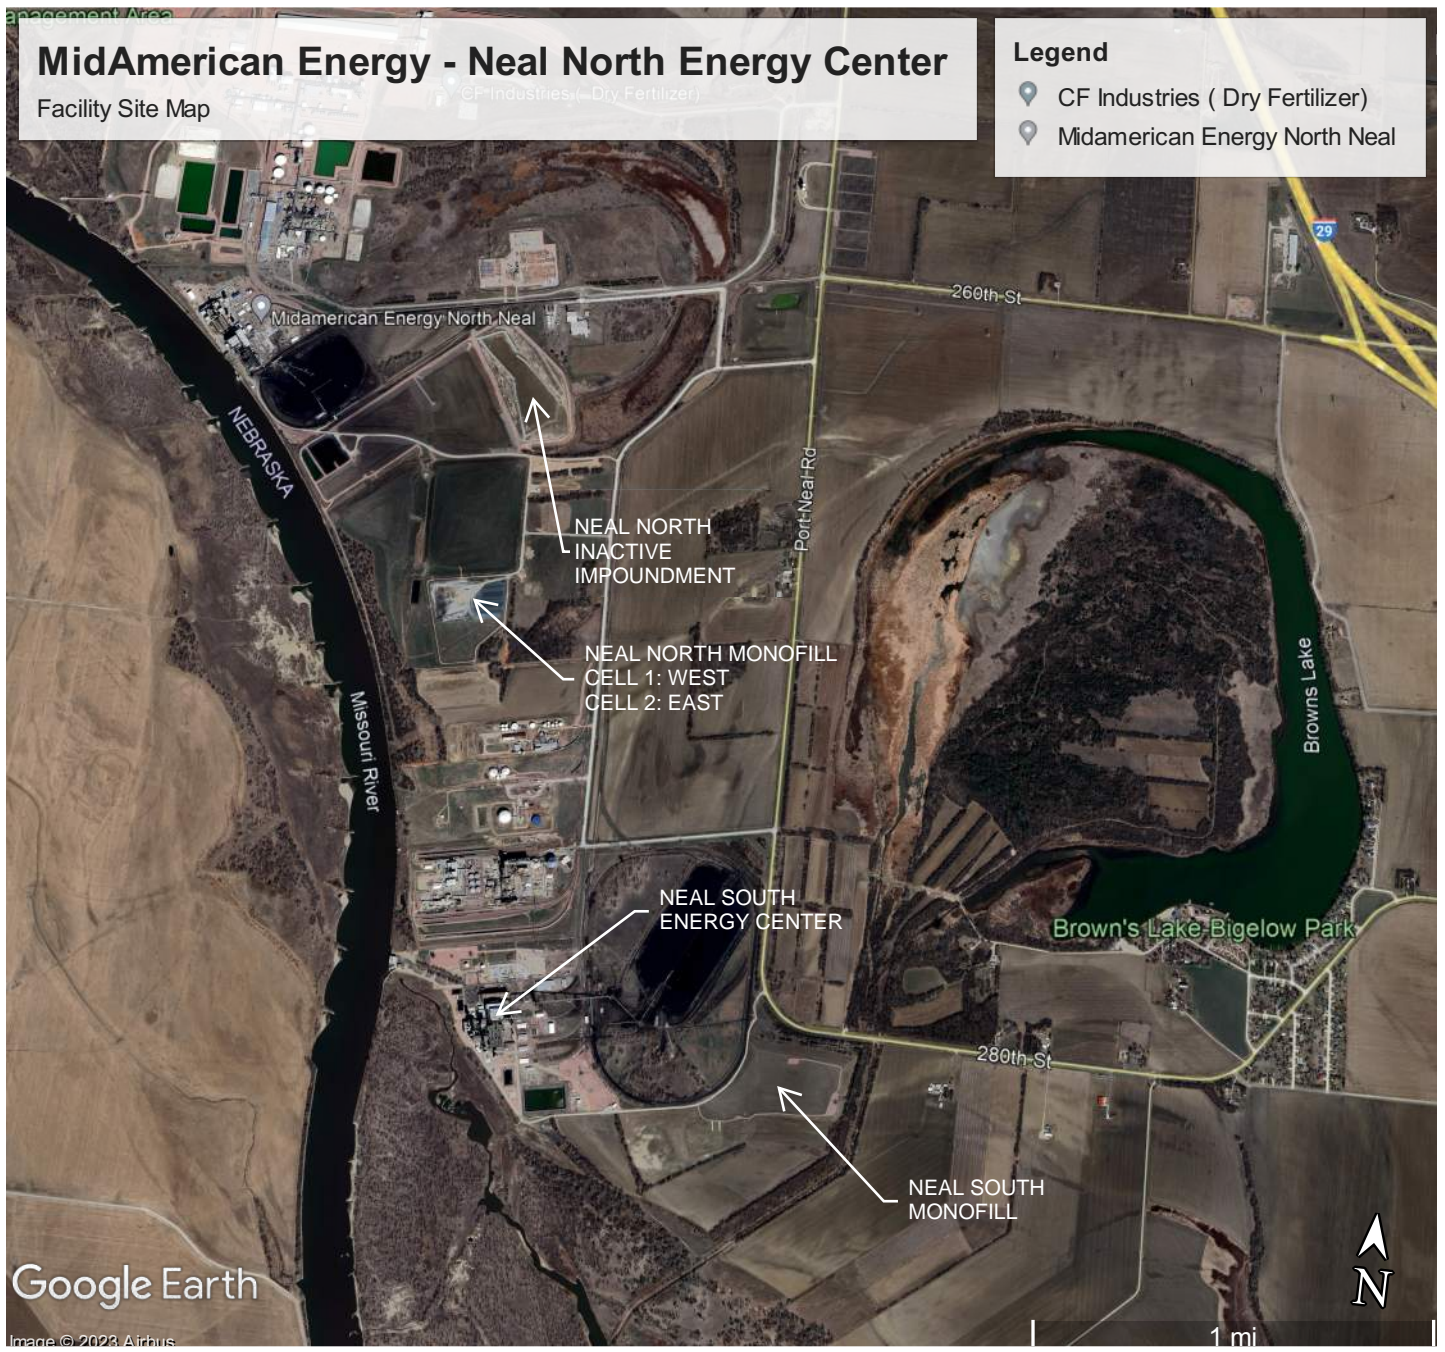 anagement Area
MidAmerican Energy - Neal North Energy Center
Facility Site Map
CF Industries ( Dry Fertilizer)
Legend
CF Industries ( Dry Fertilizer)
Midamerican Energy North Neal
29
260th St
Midamerican Energy North Neal
NEBRASKA
Port Neal Rd
NEAL NORTH
INACTIVE
IMPOUNDMENT
NEAL NORTH MONOFILL
CELL 1: WEST
CELL 2: EAST
Missouri River
Browns Lake
NEAL SOUTH
ENERGY CENTER
Brown's Lake Bigelow Park
280th St
NEAL SOUTH
MONOFILL
N
Google Earth
Image © 2023 Airbus
1 mi